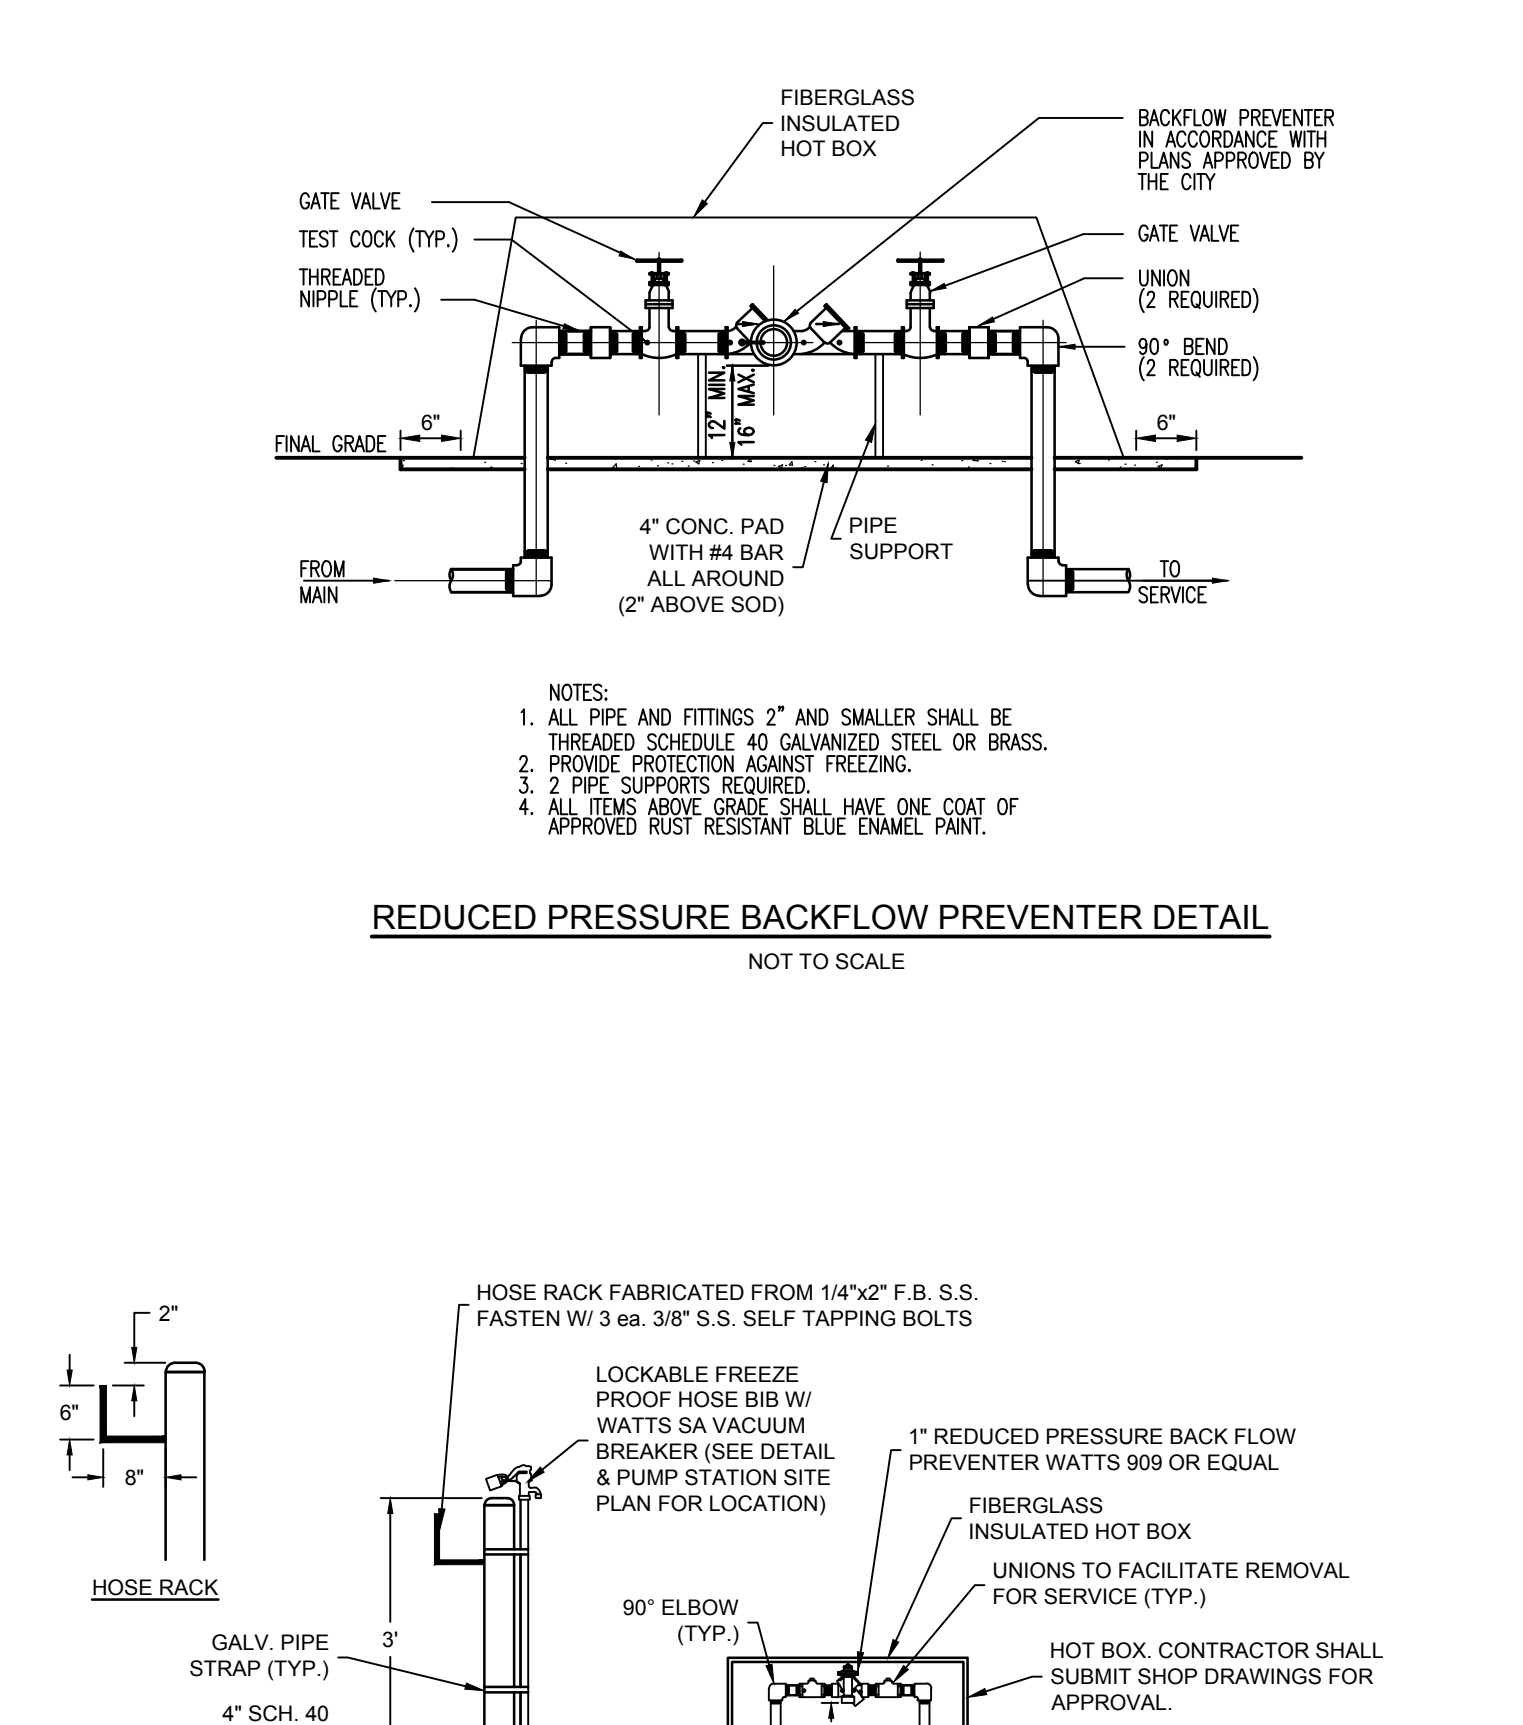 FIBERGLASS
INSULATED
HOT BOX
BACKFLOW PREVENTER
IN ACCORDANCE WITH
PLANS APPROVED BY
THE CITY
GATE VALVE
TEST COCK (TYP.)
THREADED
NIPPLE (TYP.)
GATE VALVE
UNION
(2 REQUIRED)
90° BEND
(2 REQUIRED)
12" MIN.
16" MAX.
6"
6"
FINAL GRADE
4" CONC. PAD
WITH #4 BAR
ALL AROUND
(2" ABOVE SOD)
PIPE
SUPPORT
FROM
MAIN
TO
SERVICE
NOTES:
1. ALL PIPE AND FITTINGS 2" AND SMALLER SHALL BE
THREADED SCHEDULE 40 GALVANIZED STEEL OR BRASS.
2. PROVIDE PROTECTION AGAINST FREEZING.
3. 2 PIPE SUPPORTS REQUIRED.
4. ALL ITEMS ABOVE GRADE SHALL HAVE ONE COAT OF
APPROVED RUST RESISTANT BLUE ENAMEL PAINT.
REDUCED PRESSURE BACKFLOW PREVENTER DETAIL
NOT TO SCALE
2"
6"
8"
HOSE RACK
HOSE RACK FABRICATED FROM 1/4"x2" F.B. S.S.
FASTEN W/ 3 ea. 3/8" S.S. SELF TAPPING BOLTS
LOCKABLE FREEZE
PROOF HOSE BIB W/
WATTS SA VACUUM
BREAKER (SEE DETAIL
& PUMP STATION SITE
PLAN FOR LOCATION)
1" REDUCED PRESSURE BACK FLOW
PREVENTER WATTS 909 OR EQUAL
FIBERGLASS
INSULATED HOT BOX
UNIONS TO FACILITATE REMOVAL
FOR SERVICE (TYP.)
90° ELBOW
(TYP.)
HOT BOX. CONTRACTOR SHALL
SUBMIT SHOP DRAWINGS FOR
APPROVAL.
GALV. PIPE
STRAP (TYP.)
3'
4" SCH. 40